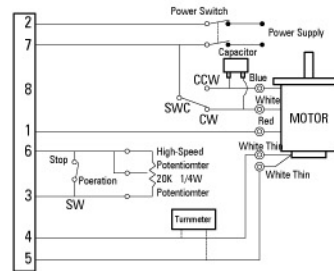 Power Switch
2
7
Power Supply
Capacitor
CCW
Blue
8
SWC
CW
White
1
Red
MOTOR
6
High-Speed
White Thin
Stop
Potentiomter
20K 1/4W
Poeration
Potentiomter
White Thin
3
SW
Turnmeter
4
5